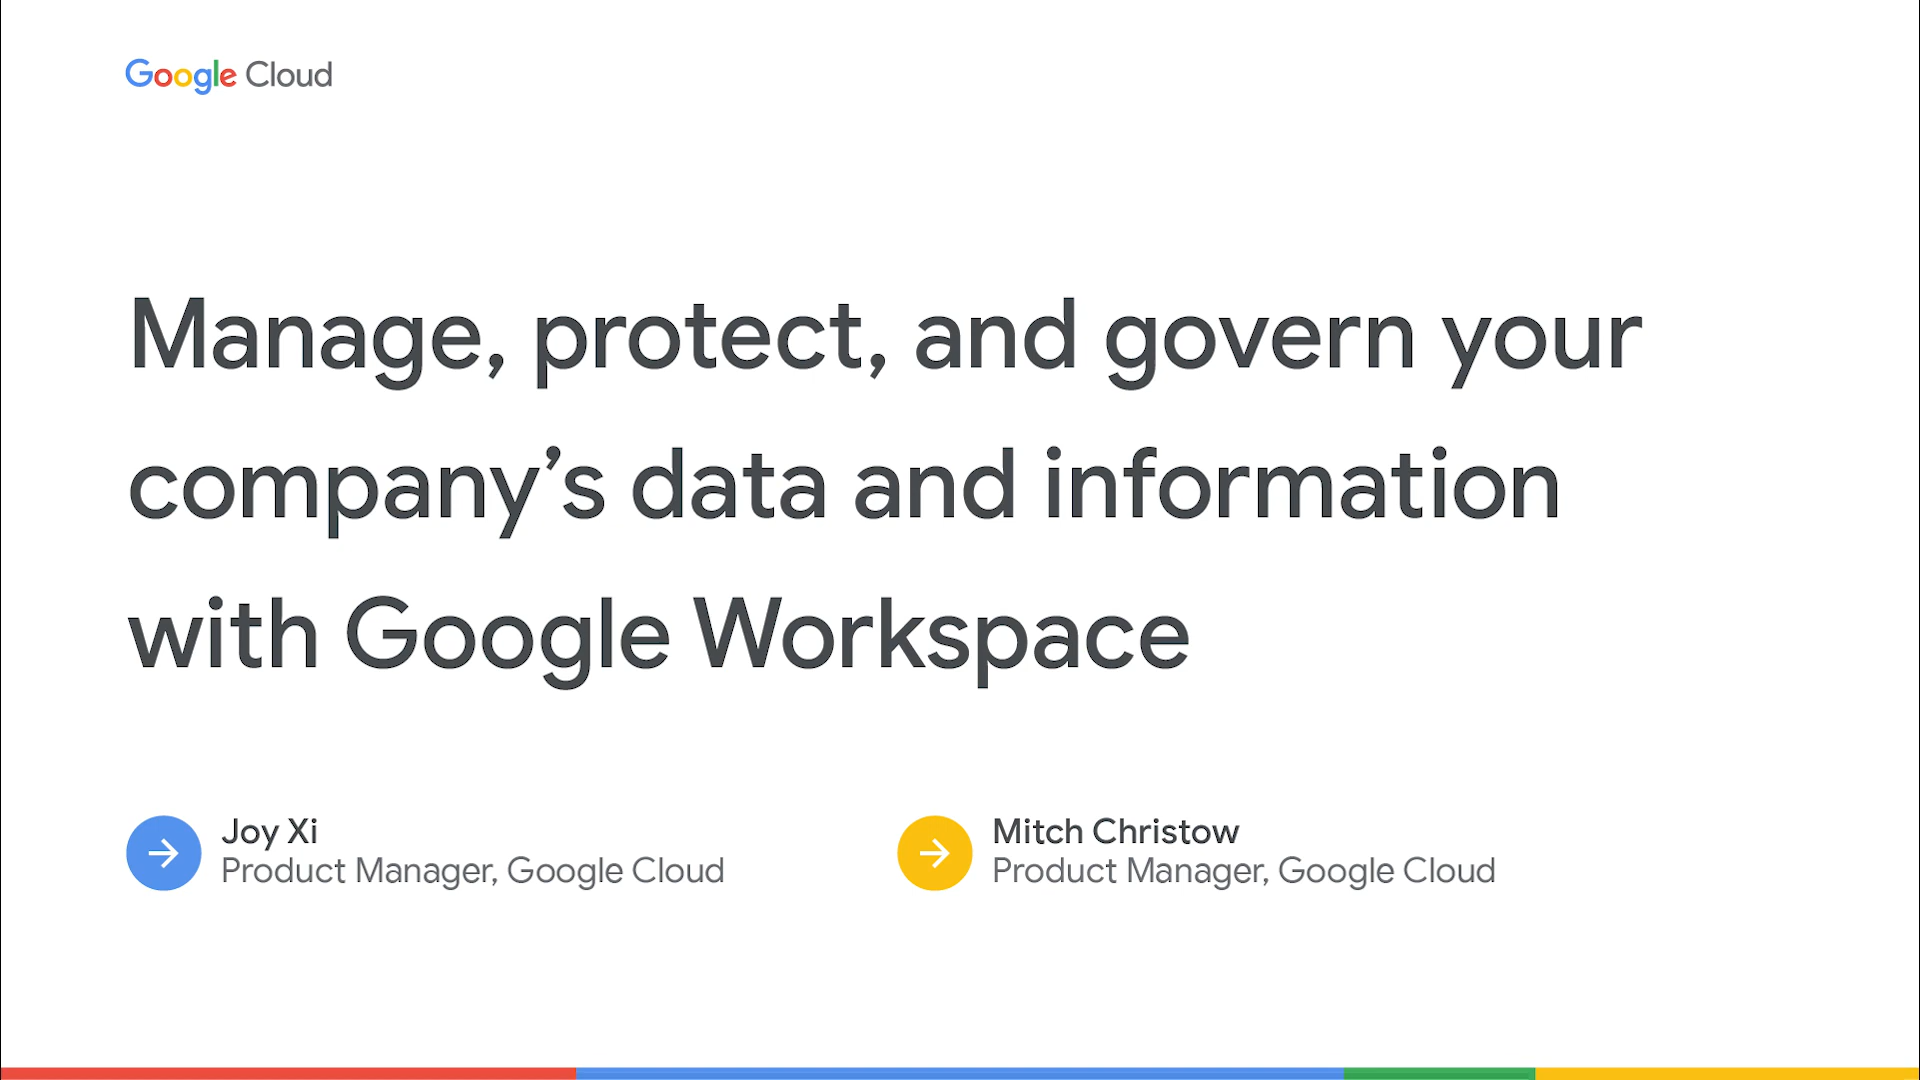 Google Cloud
Manage, protect, and govern your
company’s data and information
with Google Workspace
Joy Xi
Product Manager, Google Cloud
Mitch Christow
Product Manager, Google Cloud